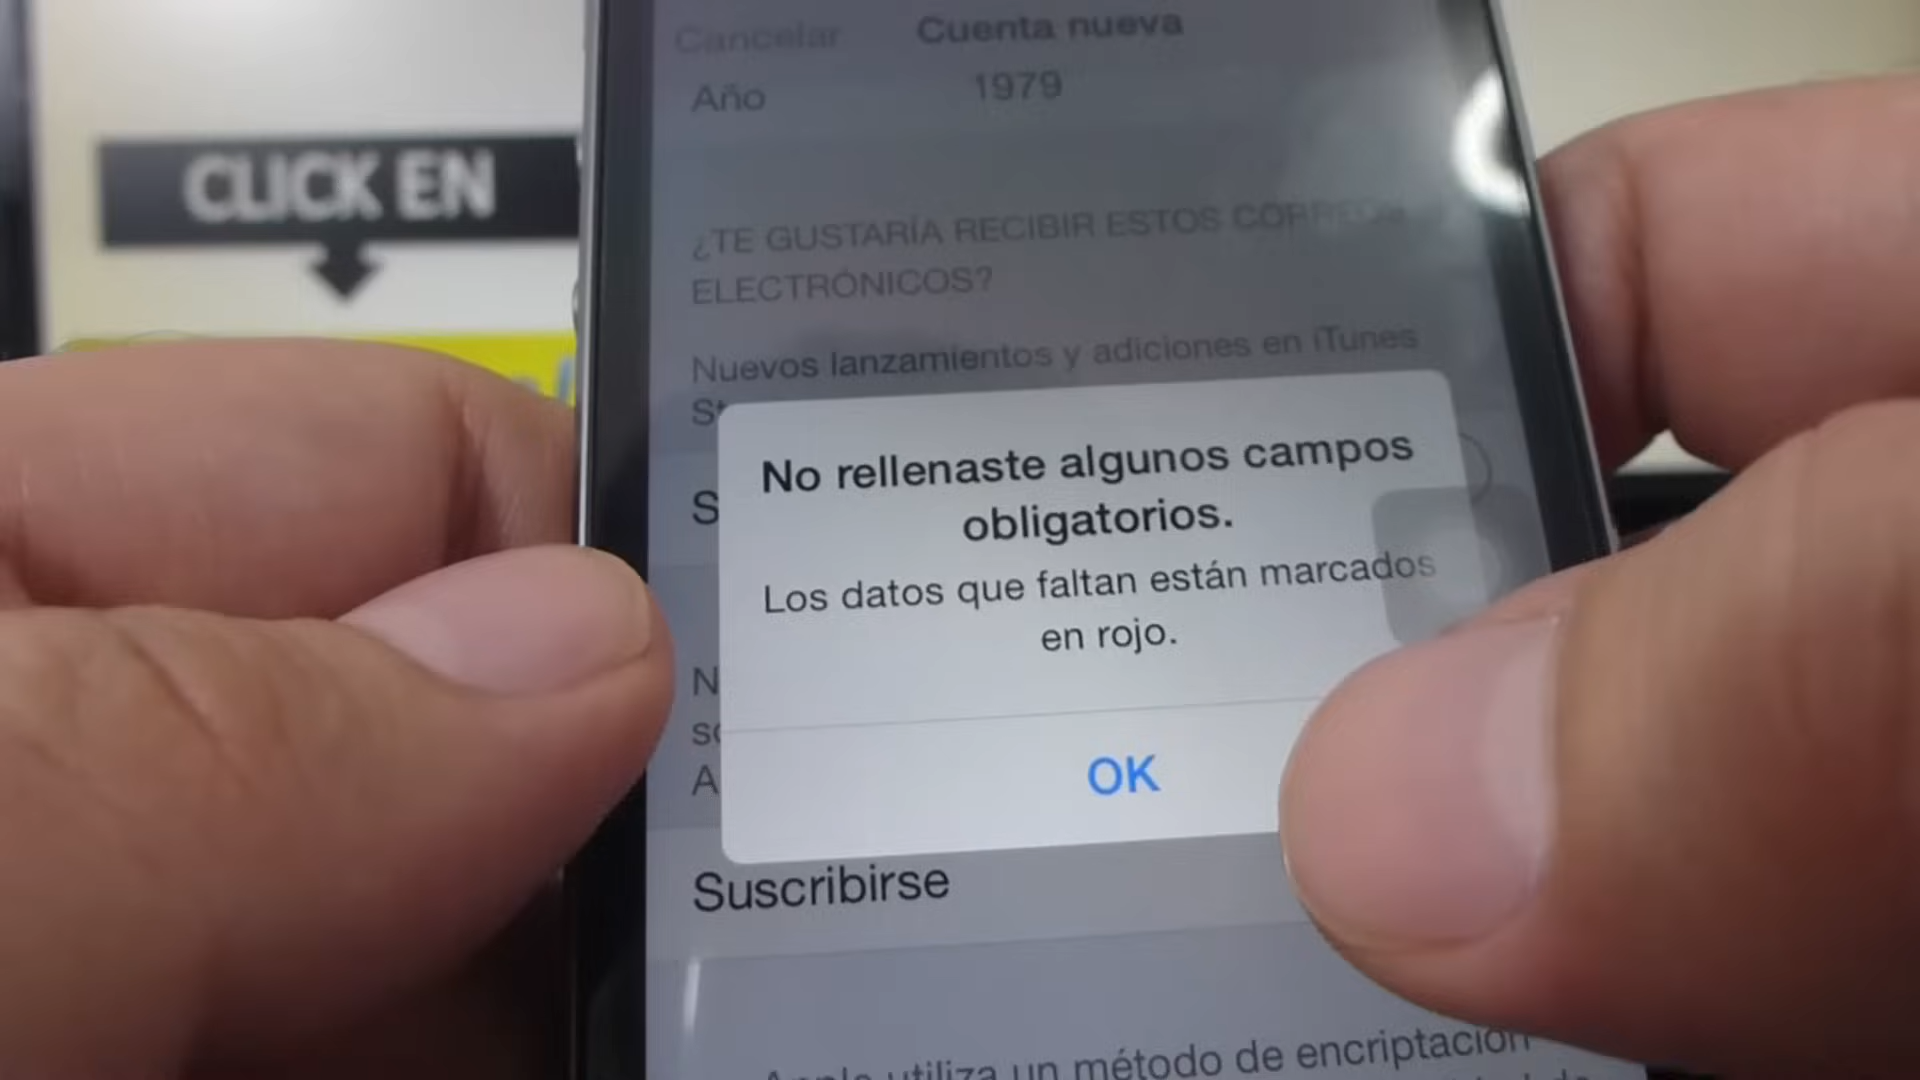 Cancelar Cuenta nueva
Año 1979
CLICK EN
¿TE GUSTARÍA RECIBIR ESTOS CORREOS
ELECTRÓNICOS?
Nuevos lanzamientos y adiciones en iTunes
No rellenaste algunos campos
obligatorios.
Los datos que faltan están marcados
en rojo.
OK
Suscribirse
utiliza un método de encriptación